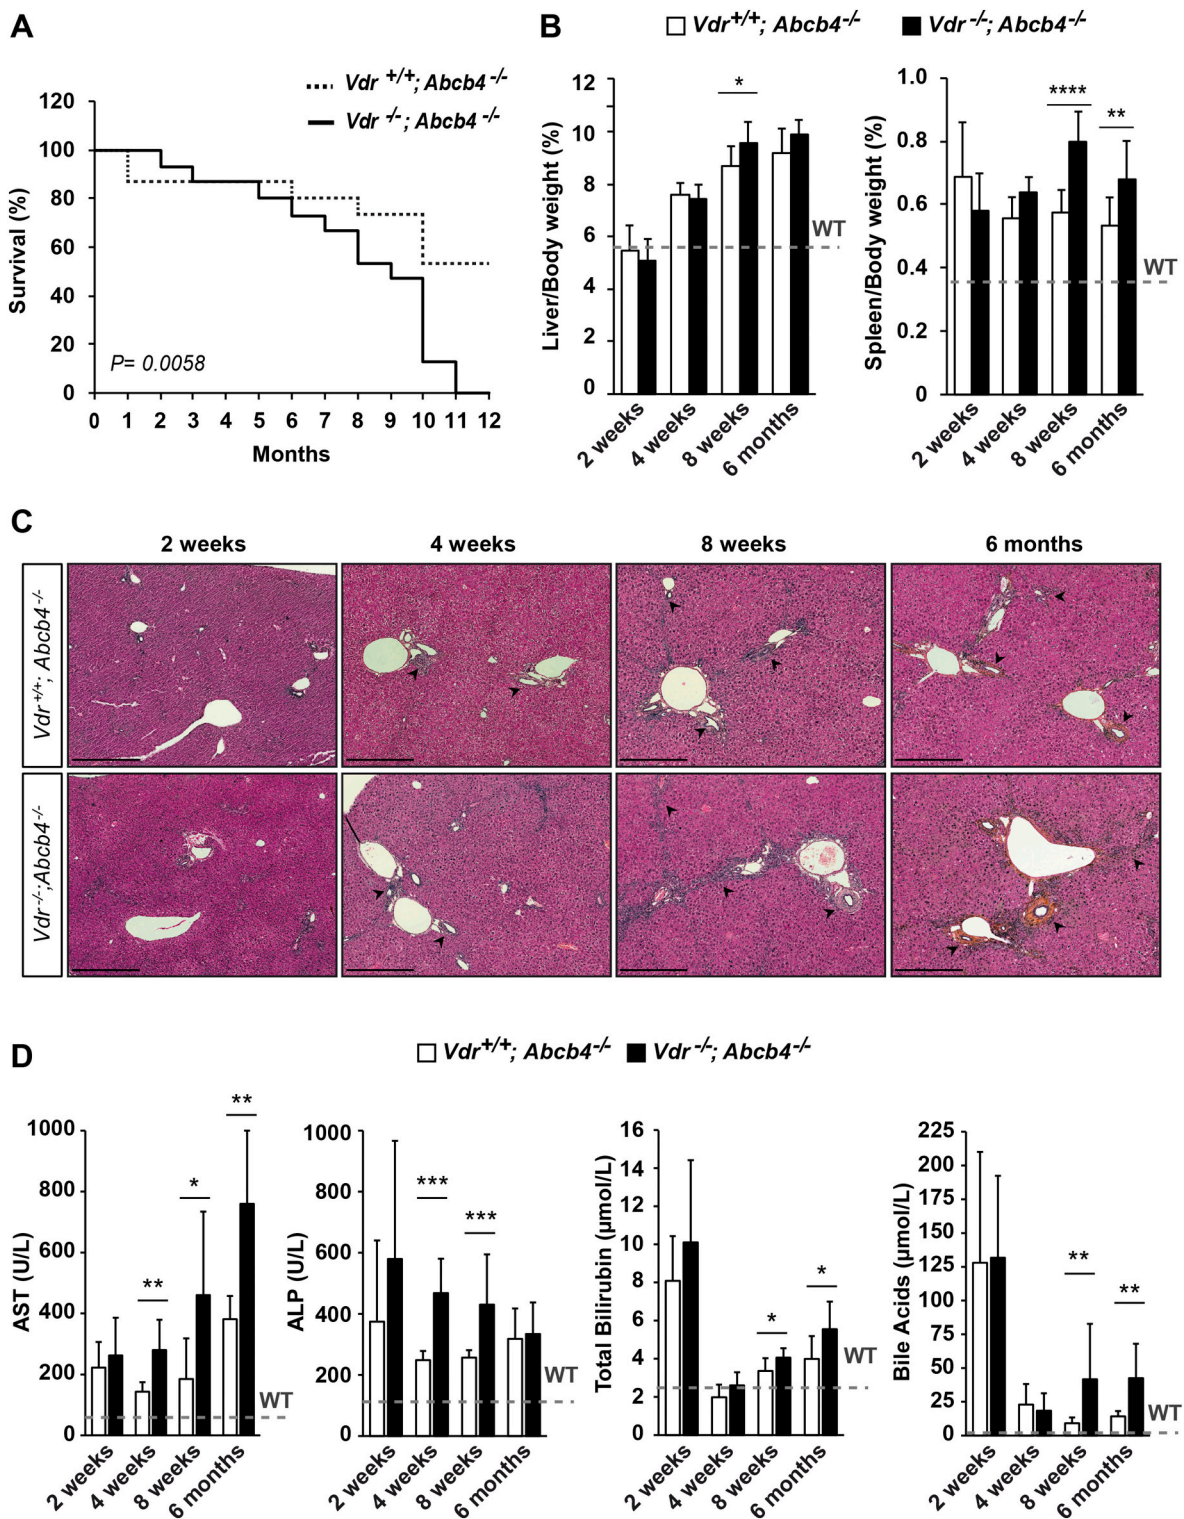 A
Vdr +/+; Abcb4 -/-
Vdr -/-; Abcb4 -/-
Survival (%)
120
100
80
60
40
20
0
P= 0.0058
0 1 2 3 4 5 6 7 8 9 10 11 12
Months
B
Vdr+/+; Abcb4-/-
Vdr -/-; Abcb4-/-
Liver/Body weight (%)
12
10
8
6
4
2
0
*
WT
2 weeks
4 weeks
8 weeks
6 months
Spleen/Body weight (%)
1.0
0.8
0.6
0.4
0.2
0
****
**
WT
2 weeks
4 weeks
8 weeks
6 months
C
2 weeks 4 weeks 8 weeks 6 months
Vdr+/+; Abcb4-/-
Vdr-/-;Abcb4-/-
D
Vdr+/+; Abcb4-/-
Vdr -/-; Abcb4-/-
AST (U/L)
1000
800
600
400
200
0
**
*
**
WT
2 weeks
4 weeks
8 weeks
6 months
ALP (U/L)
1000
800
600
400
200
0
***
***
WT
2 weeks
4 weeks
8 weeks
6 months
Total Bilirubin (µmol/L)
16
14
12
10
8
6
4
2
0
*
*
WT
2 weeks
4 weeks
8 weeks
6 months
Bile Acids (µmol/L)
225
200
175
150
125
100
75
50
25
0
**
**
WT
2 weeks
4 weeks
8 weeks
6 months